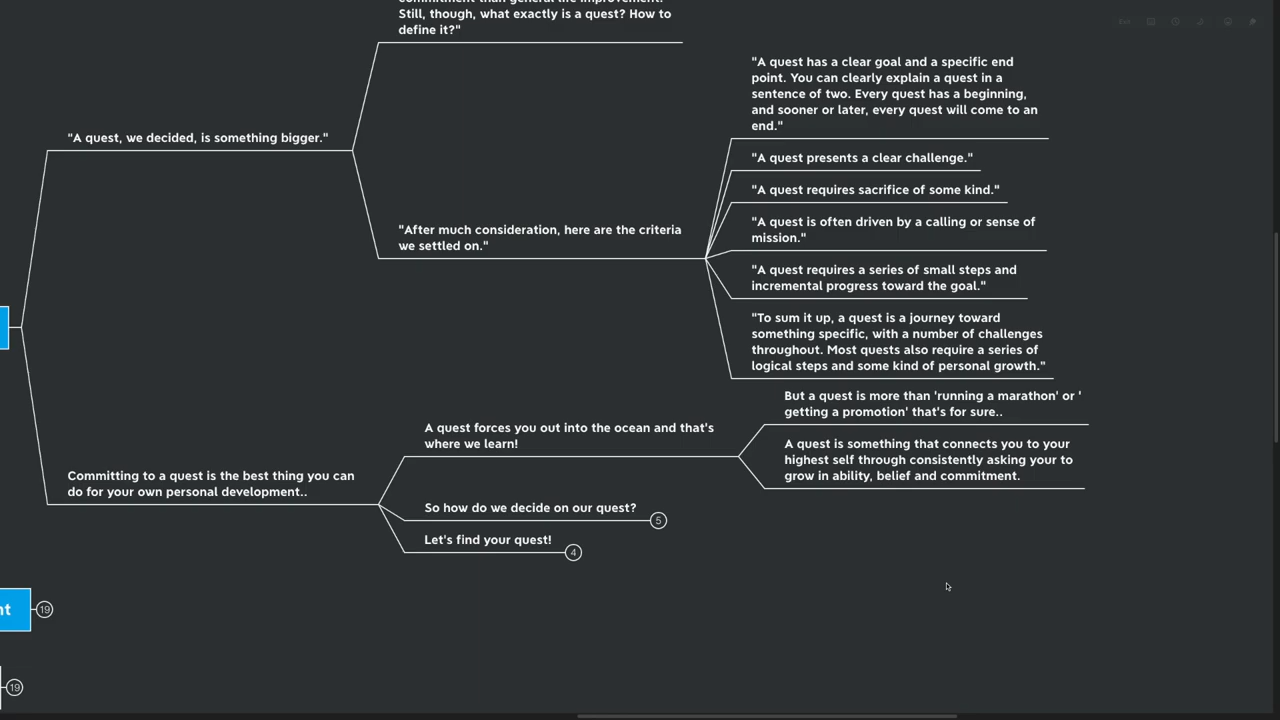 commitment than general life improvement.
Still, though, what exactly is a quest? How to
define it?"
"A quest, we decided, is something bigger."
"After much consideration, here are the criteria
we settled on."
"A quest has a clear goal and a specific end
point. You can clearly explain a quest in a
sentence of two. Every quest has a beginning,
and sooner or later, every quest will come to an
end."
"A quest presents a clear challenge."
"A quest requires sacrifice of some kind."
"A quest is often driven by a calling or sense of
mission."
"A quest requires a series of small steps and
incremental progress toward the goal."
"To sum it up, a quest is a journey toward
something specific, with a number of challenges
throughout. Most quests also require a series of
logical steps and some kind of personal growth."
Committing to a quest is the best thing you can
do for your own personal development..
A quest forces you out into the ocean and that's
where we learn!
But a quest is more than 'running a marathon' or '
getting a promotion' that's for sure..
A quest is something that connects you to your
highest self through consistently asking your to
grow in ability, belief and commitment.
So how do we decide on our quest?
5
Let's find your quest!
4
19
19